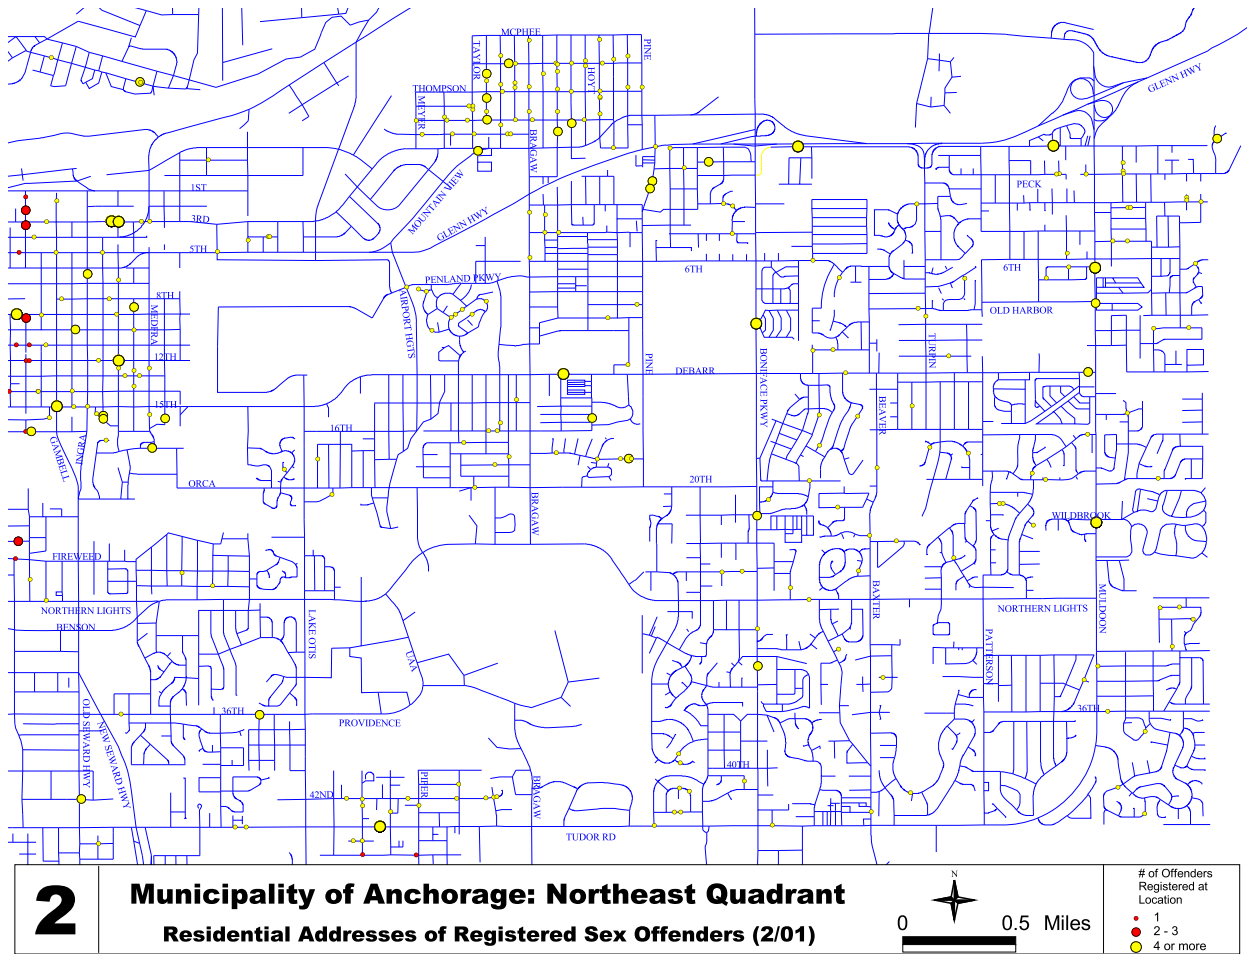 MCPHEE
TAYLOR
PINE
HOYT
GLENN HWY
THOMPSON
MEYER
BRAGAW
1ST
PECK
MOUNTAIN VIEW
3RD
GLENN HWY
5TH
6TH
6TH
PENLAND PKWY
8TH
AIRPORT HGTS
MEDFRA
OLD HARBOR
TURPIN
12TH
PINE
BONIFACE PKWY
DEBARR
15TH
BEAVER
16TH
GAMBELL
INGRA
ORCA
20TH
BRAGAW
WILDBROOK
FIREWEED
BAXTER
MULDOON
NORTHERN LIGHTS
NORTHERN LIGHTS
BENSON
LAKE OTIS
UAA
PATTERSON
36TH
36TH
OLD SEWARD HWY
NEW SEWARD HWY
PROVIDENCE
40TH
PIPER
BRAGAW
42ND
TUDOR RD
2
Municipality of Anchorage: Northeast Quadrant
Residential Addresses of Registered Sex Offenders (2/01)
N
0 0.5 Miles
# of Offenders
Registered at
Location
1
2 - 3
4 or more